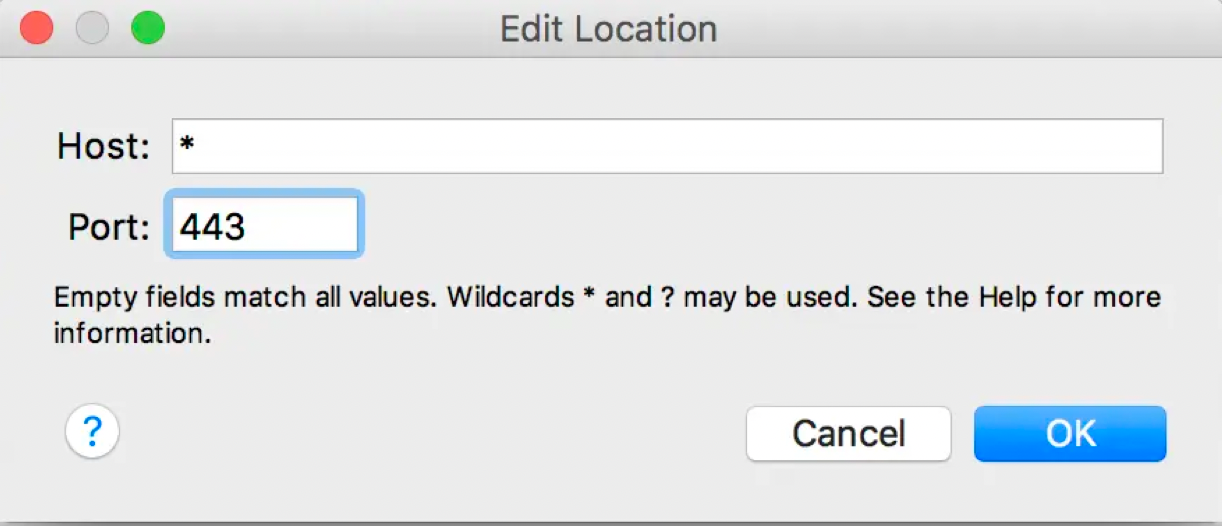 Edit Location
Host: *
Port: 443
Empty fields match all values. Wildcards * and ? may be used. See the Help for more
information.
? Cancel OK